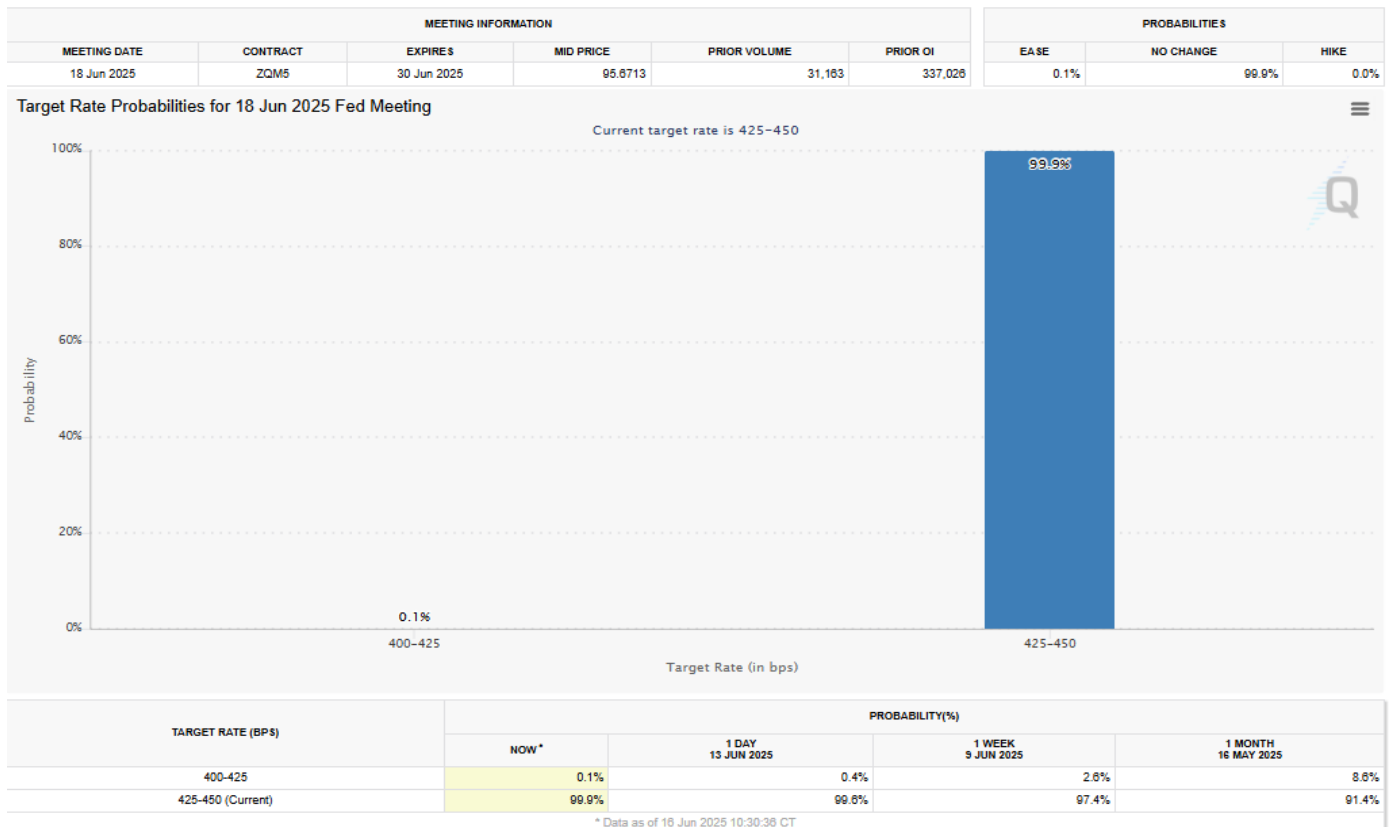 MEETING INFORMATION
MEETING DATE CONTRACT EXPIRES MID PRICE PRIOR VOLUME PRIOR OI
18 Jun 2025 ZQM5 30 Jun 2025 95.6713 31,163 337,026
PROBABILITIES
EASE NO CHANGE HIKE
0.1% 99.9% 0.0%
Target Rate Probabilities for 18 Jun 2025 Fed Meeting
Current target rate is 425-450
Probability
100%
80%
60%
40%
20%
0%
0.1%
99.9%
Q
400-425 425-450
Target Rate (in bps)
TARGET RATE (BPS) PROBABILITY(%)
NOW* 1 DAY 1 WEEK 1 MONTH
13 JUN 2025 9 JUN 2025 16 MAY 2025
400-425 0.1% 0.4% 2.6% 8.6%
425-450 (Current) 99.9% 99.6% 97.4% 91.4%
* Data as of 16 Jun 2025 10:30:36 CT